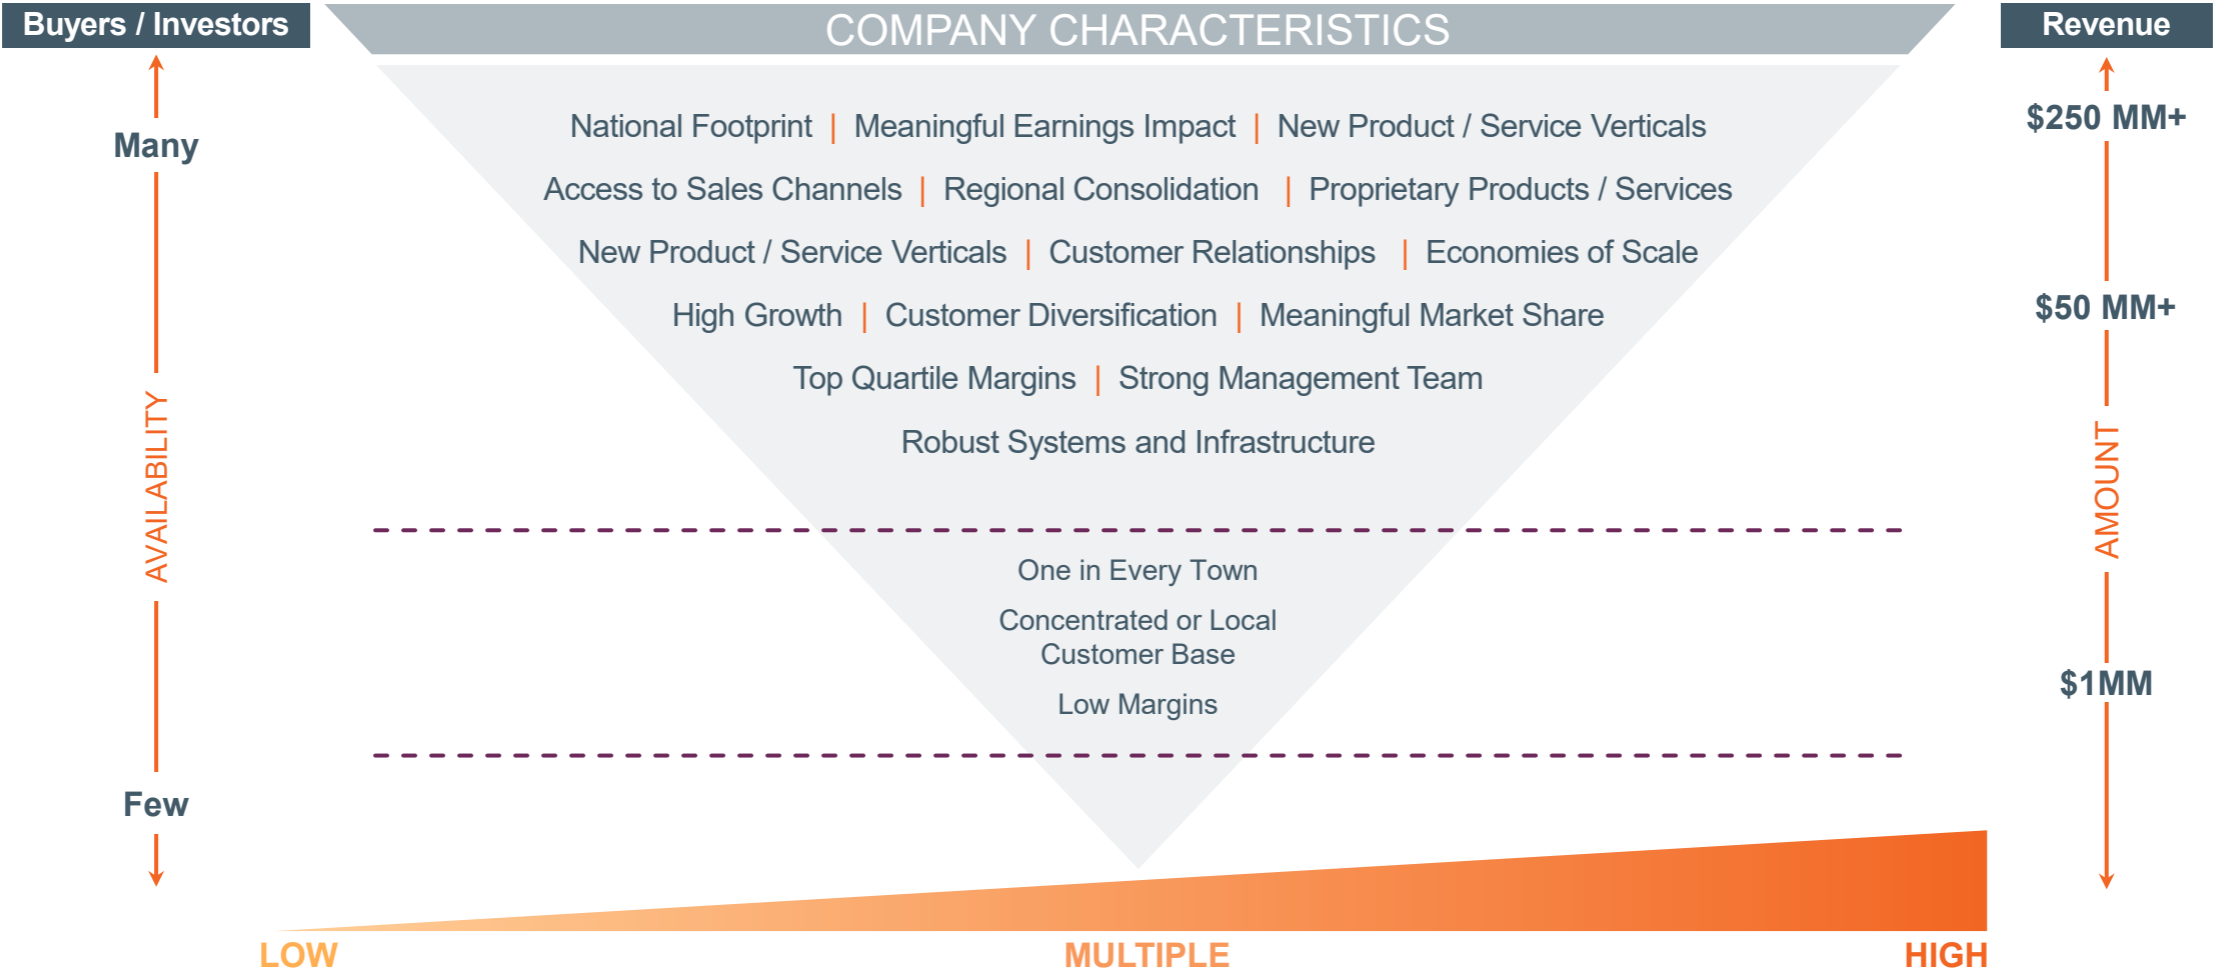 Buyers / Investors
COMPANY CHARACTERISTICS
Revenue
Many
AVAILABILITY
Few
National Footprint | Meaningful Earnings Impact | New Product / Service Verticals
Access to Sales Channels | Regional Consolidation | Proprietary Products / Services
New Product / Service Verticals | Customer Relationships | Economies of Scale
High Growth | Customer Diversification | Meaningful Market Share
Top Quartile Margins | Strong Management Team
Robust Systems and Infrastructure
One in Every Town
Concentrated or Local
Customer Base
Low Margins
$250 MM+
$50 MM+
AMOUNT
$1MM
LOW
MULTIPLE
HIGH